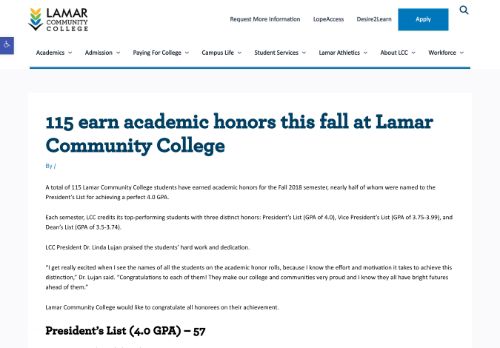 LAMAR
COMMUNITY
COLLEGE
Request More Information LopeAccess Desire2Learn Apply
Academics Admission Paying For College Campus Life Student Services Lamar Athletics About LCC Workforce
115 earn academic honors this fall at Lamar
Community College
By /
A total of 115 Lamar Community College students have earned academic honors for the Fall 2018 semester, nearly half of whom were named to the
President's List for achieving a perfect 4.0 GPA.
Each semester, LCC credits its top-performing students with three distinct honors: President's List (GPA of 4.0), Vice President's List (GPA of 3.75-3.99), and
Dean's List (GPA of 3.5-3.74).
LCC President Dr. Linda Lujan praised the students' hard work and dedication.
"I get really excited when I see the names of all the students on the academic honor rolls, because I know the effort and motivation it takes to achieve this
distinction," Dr. Lujan said. "Congratulations to each of them! They make our college and communities very proud and I know they all have bright futures
ahead of them."
Lamar Community College would like to congratulate all honorees on their achievement.
President's List (4.0 GPA) – 57